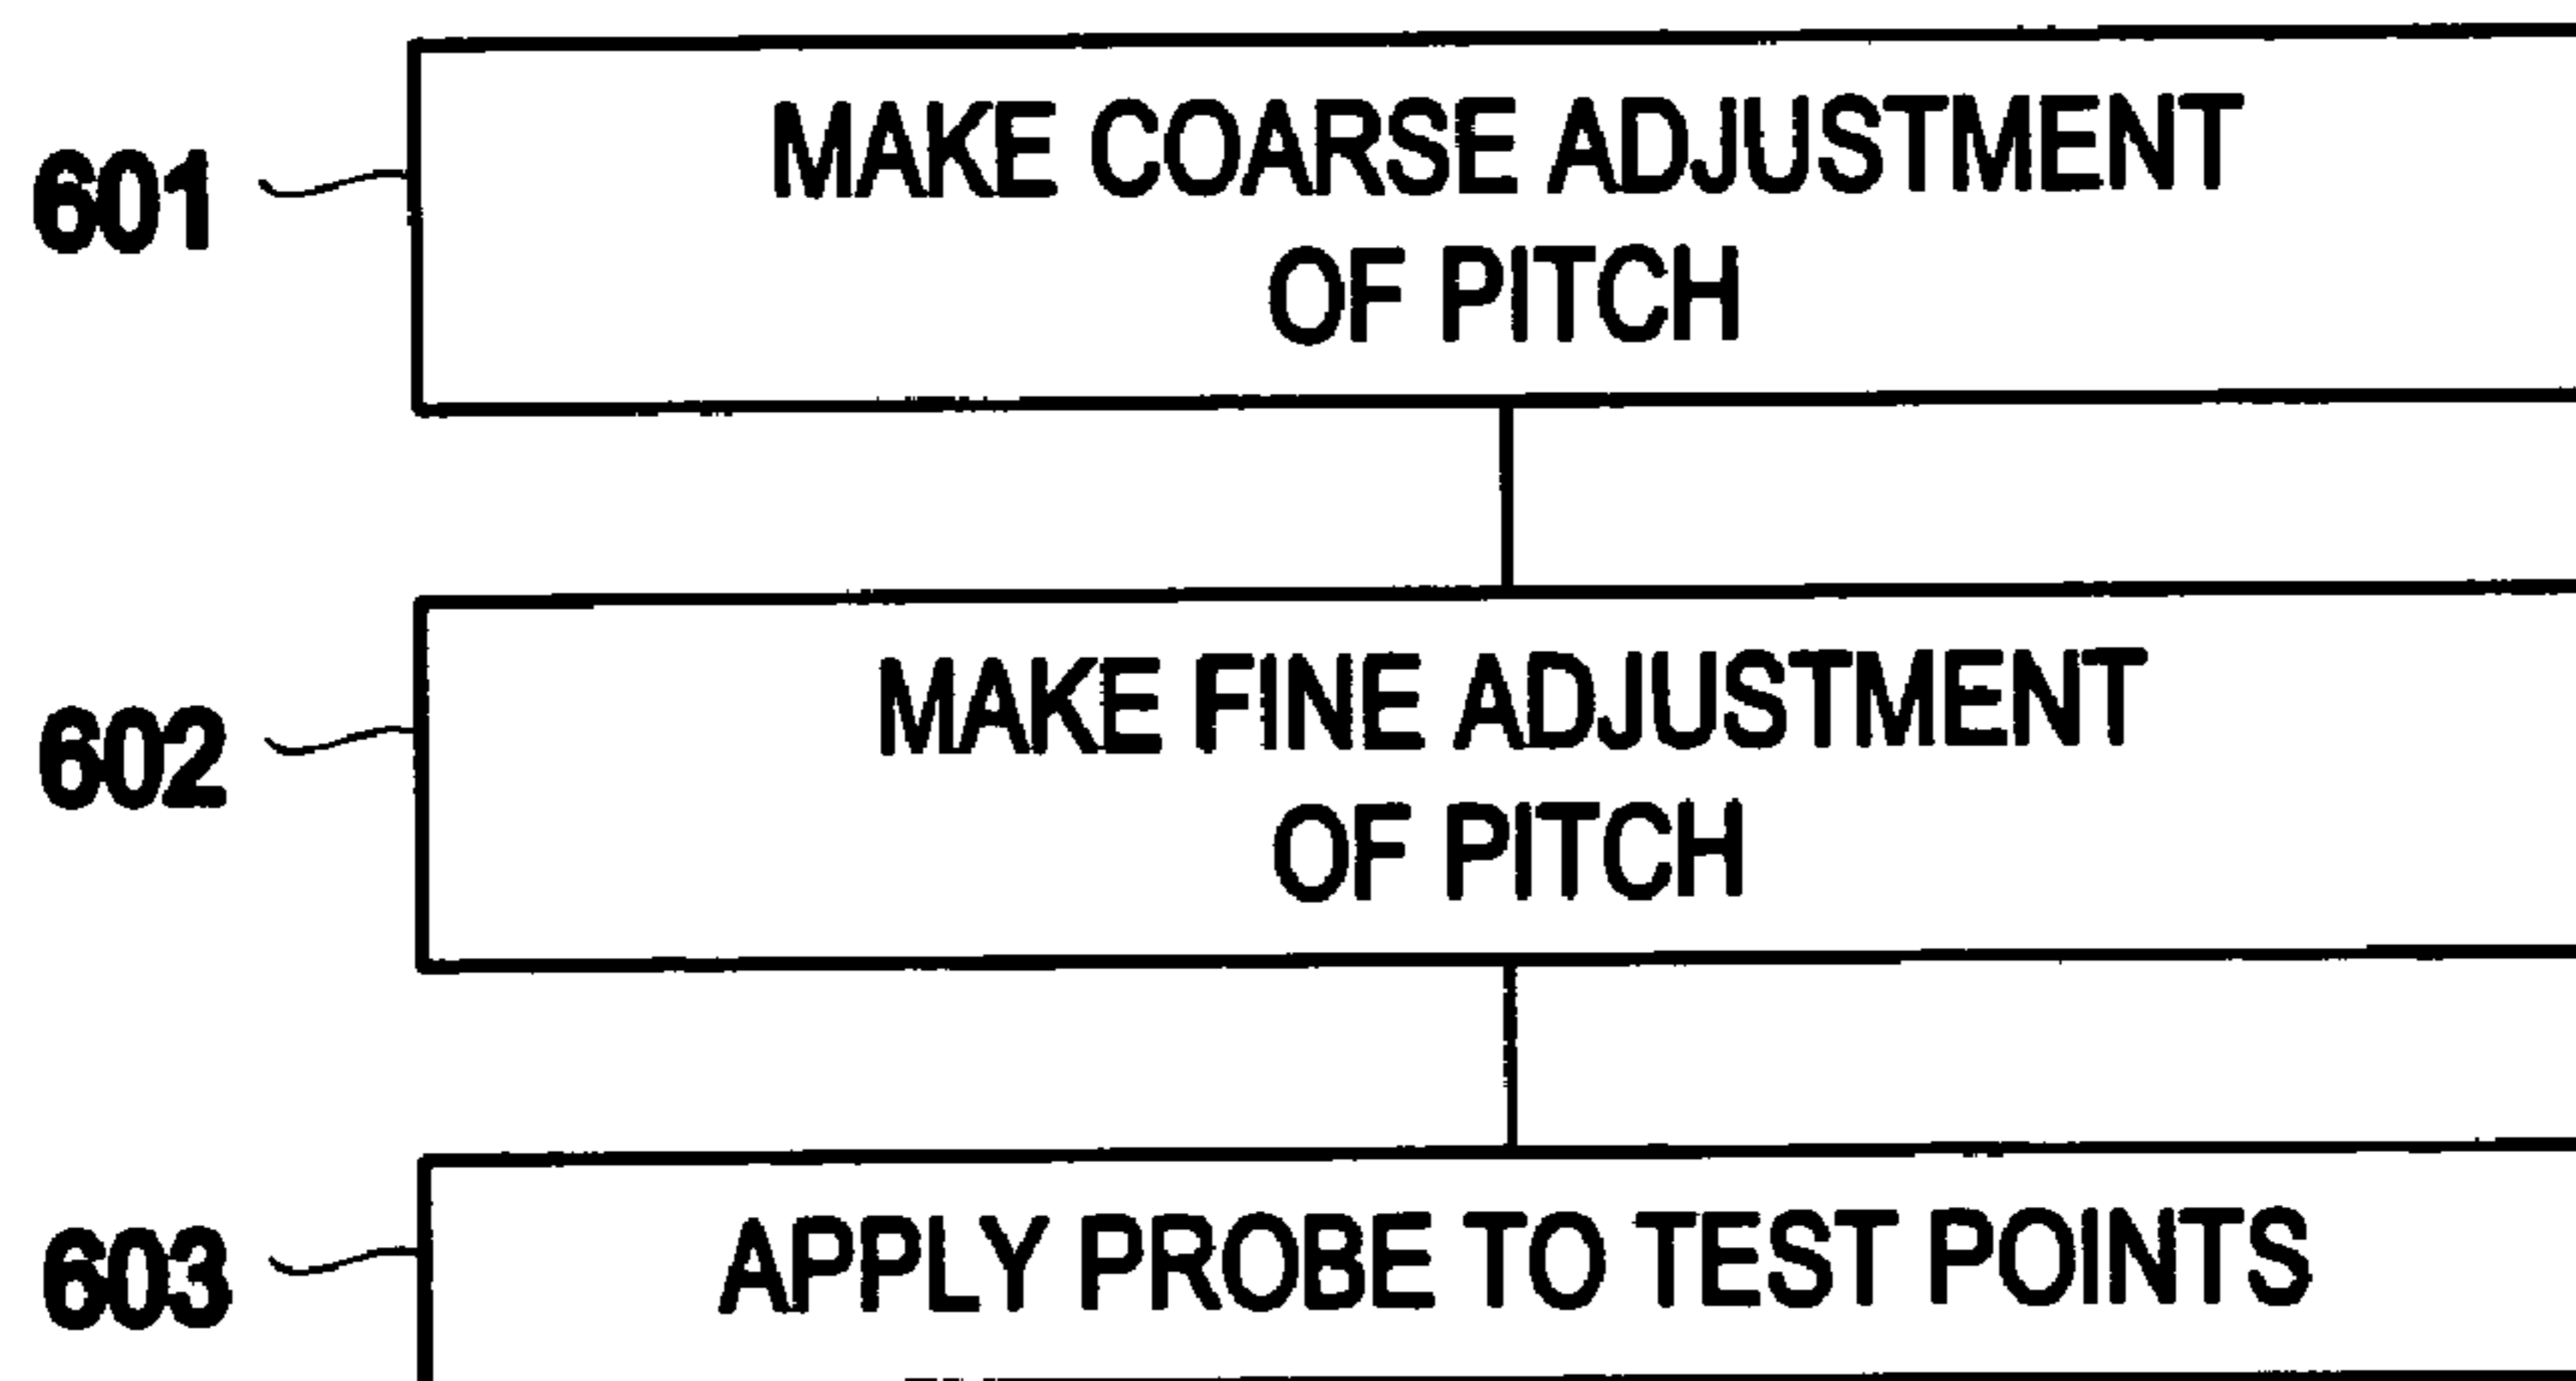 601
MAKE COARSE ADJUSTMENT
OF PITCH
602
MAKE FINE ADJUSTMENT
OF PITCH
603
APPLY PROBE TO TEST POINTS